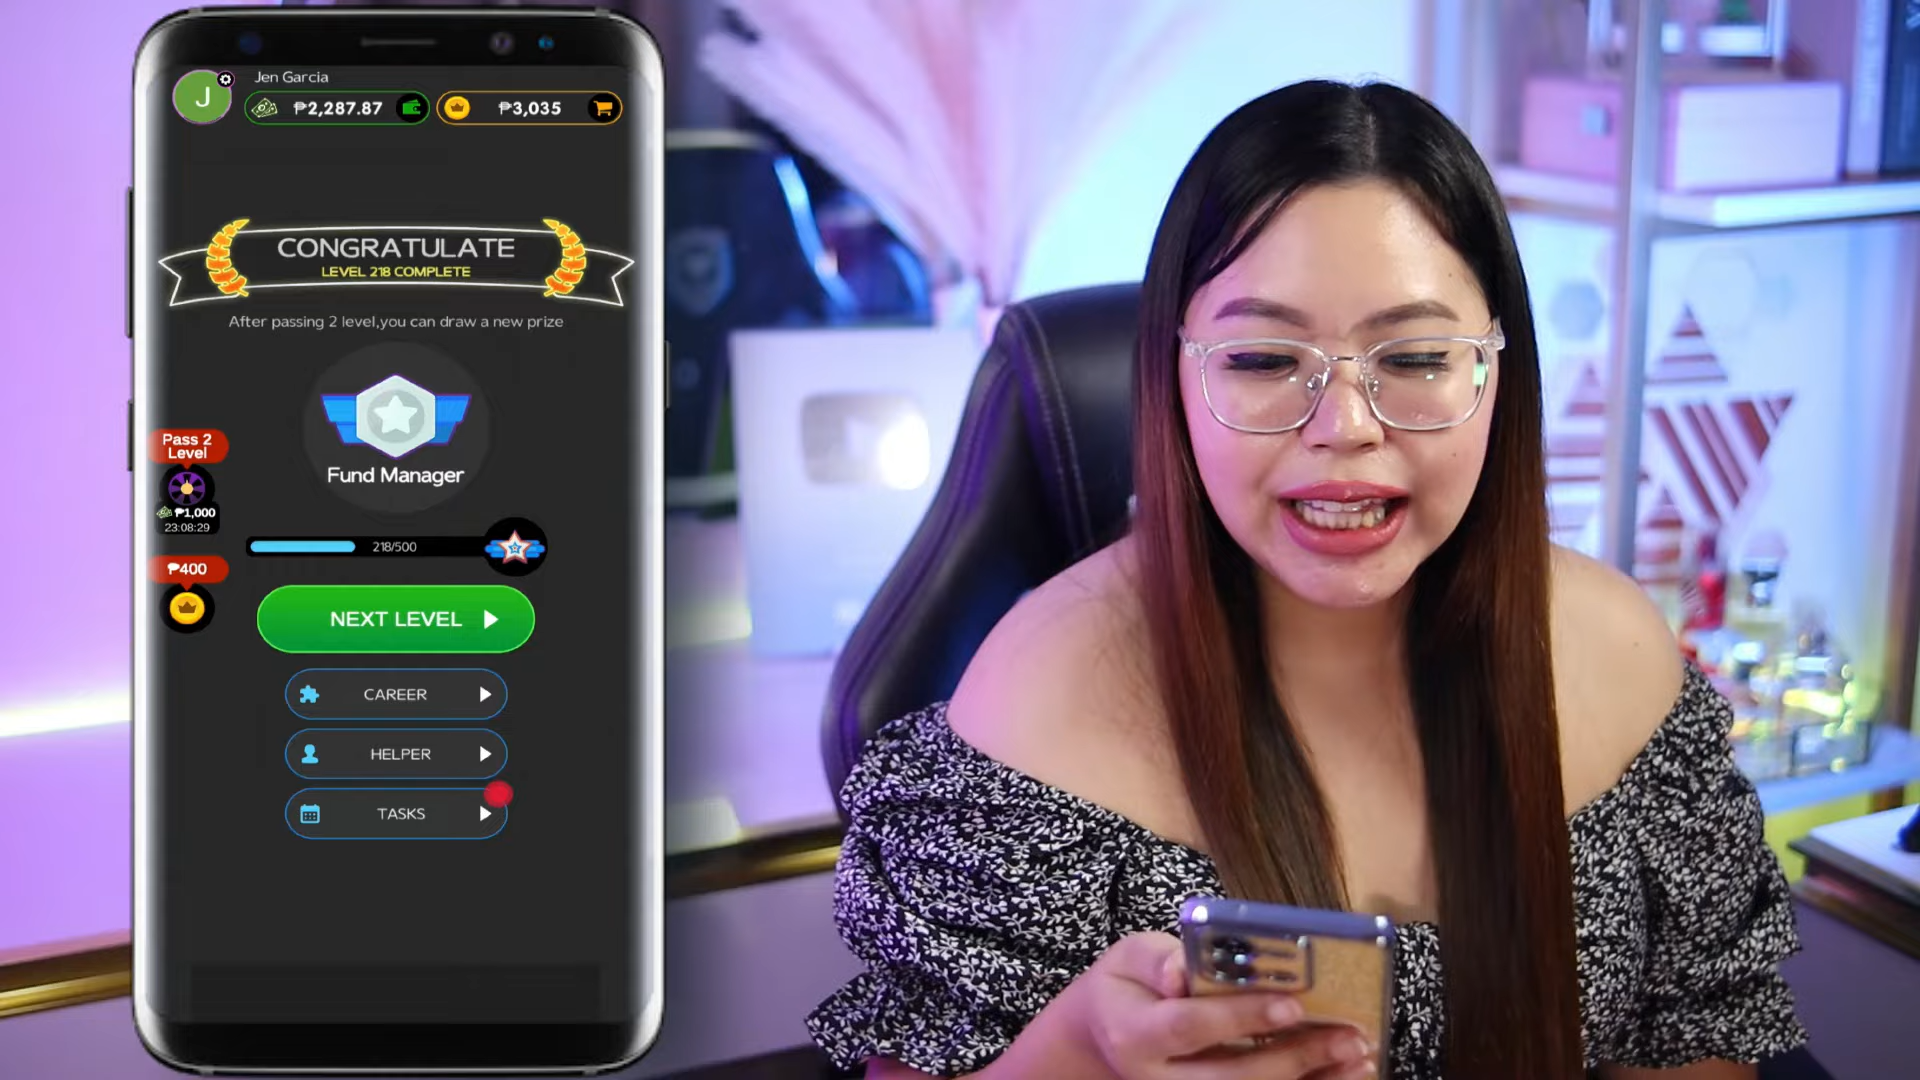 Jen Garcia
J
₱2,287.87
₱3,035
CONGRATULATE
LEVEL 218 COMPLETE
After passing 2 level,you can draw a new prize
Fund Manager
Pass 2
Level
₱1,000
23:08:29
218/500
₱400
NEXT LEVEL
CAREER
HELPER
TASKS